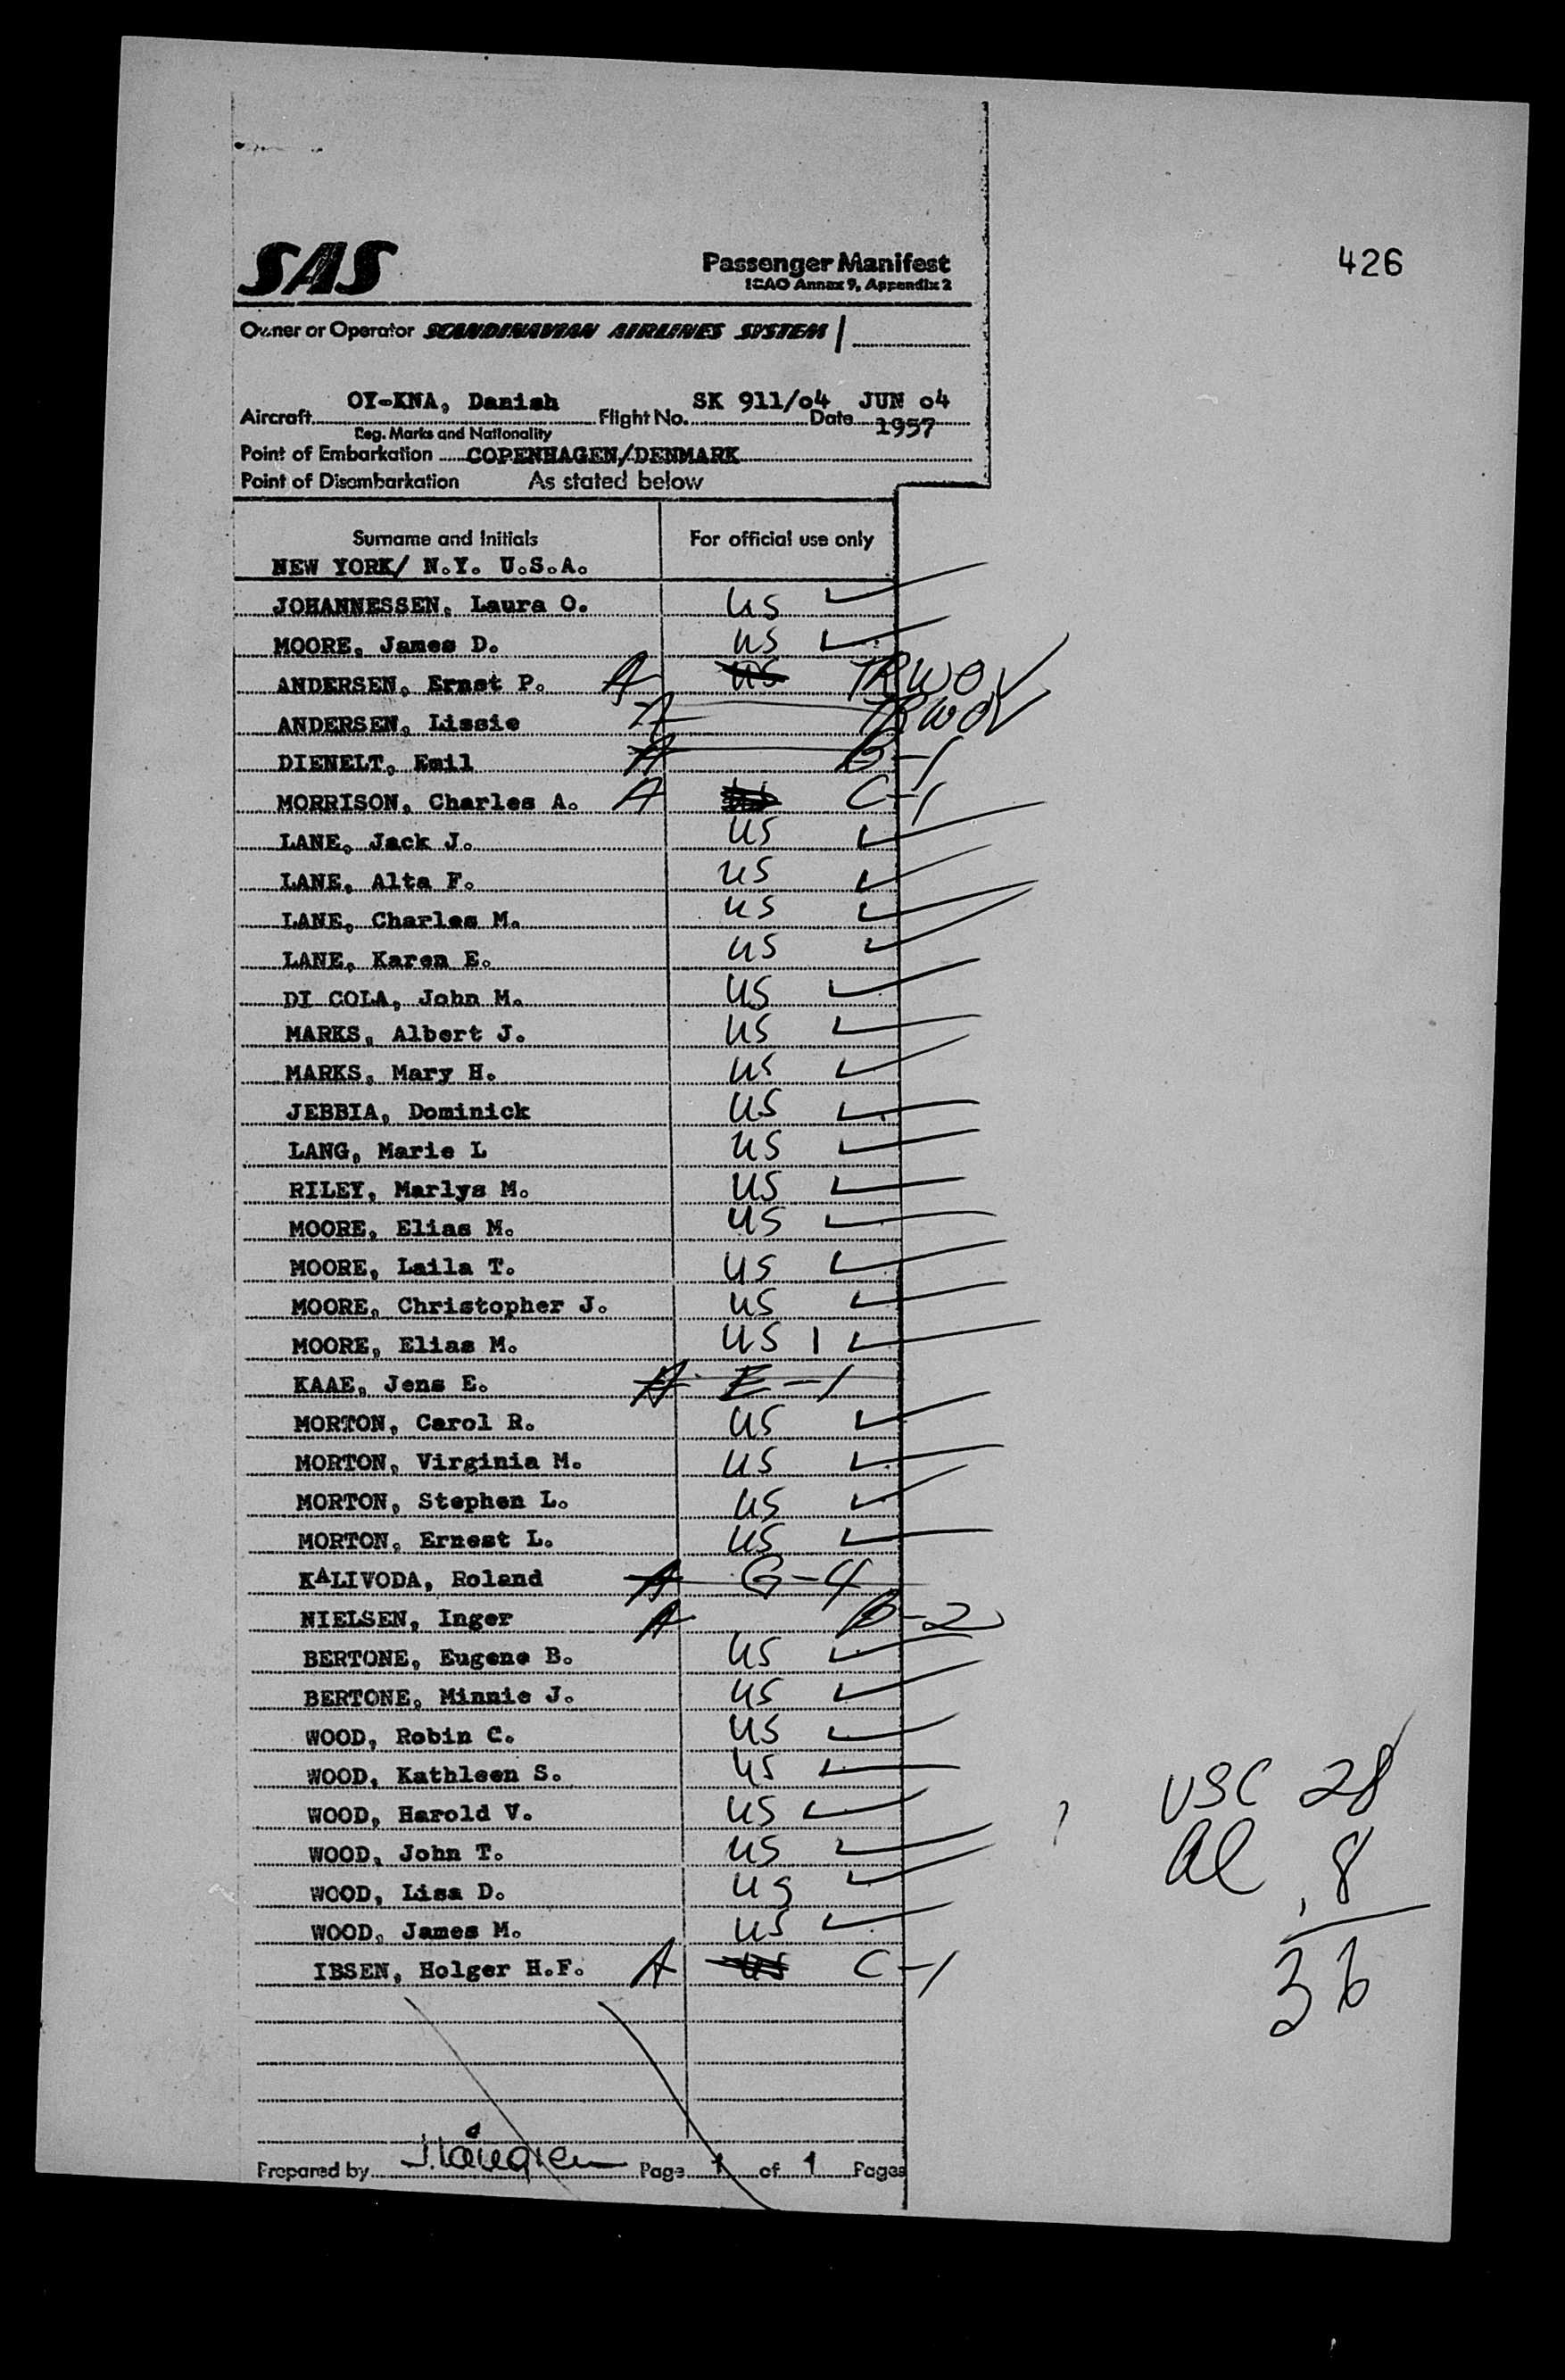 426
SAS
Passenger Manifest
ICAO Annex 9, Appendix 2
Owner or Operator SCANDINAVIAN AIRLINES SYSTEM
OY-KNA, Danish SK 911/04 JUN 04
Aircraft Flight No. Date 1957
Reg. Marks and Nationality
Point of Embarkation COPENHAGEN/DENMARK
Point of Disembarkation As stated below
Surname and Initials For official use only
NEW YORK/ N.Y. U.S.A.
JOHANNESSEN, Laura O. US
MOORE, James D. US
ANDERSEN, Ernst P. A US TRWOV
ANDERSEN, Lissie A TRWOV
DIENELT, Emil A B-1
MORRISON, Charles A. A C-1
LANE, Jack J. US
LANE, Alta F. US
LANE, Charles M. US
LANE, Karen E. US
DI COLA, John M. US
MARKS, Albert J. US
MARKS, Mary H. US
JEBBIA, Dominick US
LANG, Marie L US
RILEY, Marlys M. US
MOORE, Elias M. US
MOORE, Laila T. US
MOORE, Christopher J. US
MOORE, Elias M. US 1
KAAE, Jens E. A E-1
MORTON, Carol R. US
MORTON, Virginia M. US
MORTON, Stephen L. US
MORTON, Ernest L. US
KALIVODA, Roland A G-4
NIELSEN, Inger A B-2
BERTONE, Eugene B. US
BERTONE, Minnie J. US
WOOD, Robin C. US
WOOD, Kathleen S. US
WOOD, Harold V. US
WOOD, John T. US
WOOD, Lisa D. US
WOOD, James M. US
IBSEN, Holger H.F. A US C-1
USC 28
al 8
36
Prepared by Page 1 of 1 Pages